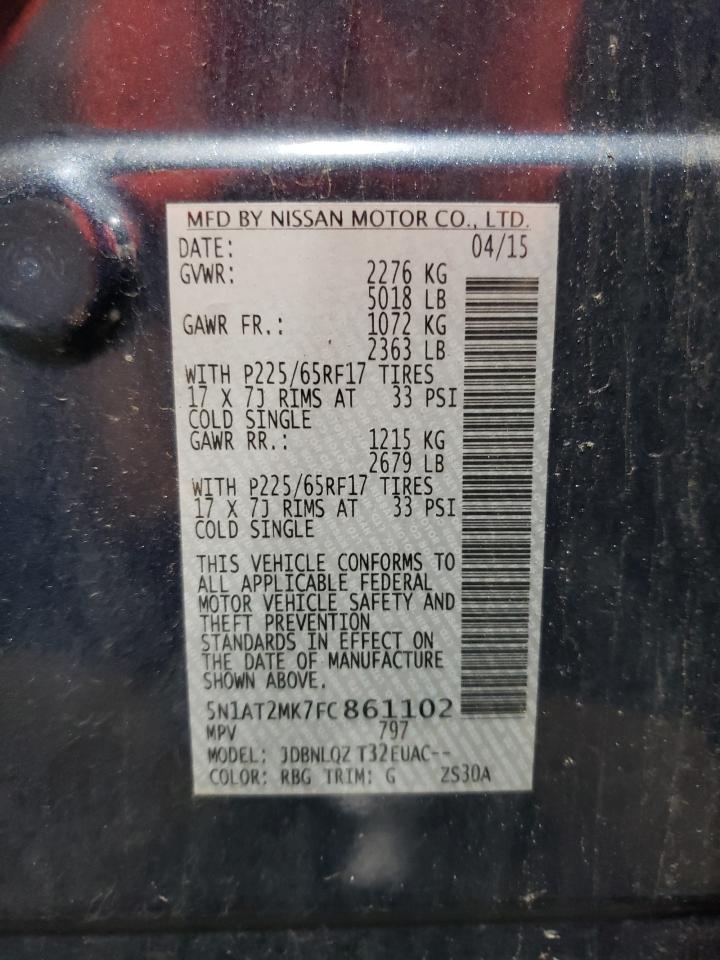 MFD BY NISSAN MOTOR CO., LTD.
DATE: 04/15
GVWR: 2276 KG
5018 LB
GAWR FR.: 1072 KG
2363 LB
WITH P225/65RF17 TIRES
17 X 7J RIMS AT 33 PSI
COLD SINGLE
GAWR RR.: 1215 KG
2679 LB
WITH P225/65RF17 TIRES
17 X 7J RIMS AT 33 PSI
COLD SINGLE
THIS VEHICLE CONFORMS TO
ALL APPLICABLE FEDERAL
MOTOR VEHICLE SAFETY AND
THEFT PREVENTION
STANDARDS IN EFFECT ON
THE DATE OF MANUFACTURE
SHOWN ABOVE.
5N1AT2MK7FC861102
MPV 797
MODEL: JDBNLQZ T32EUAC--
COLOR: RBG TRIM: G ZS30A